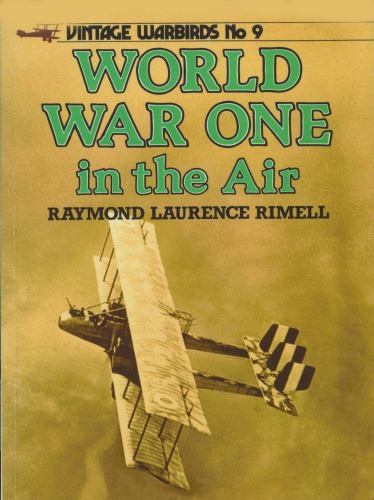 VINTAGE WARBIRDS No 9
WORLD
WAR ONE
in the Air
RAYMOND LAURENCE RIMELL